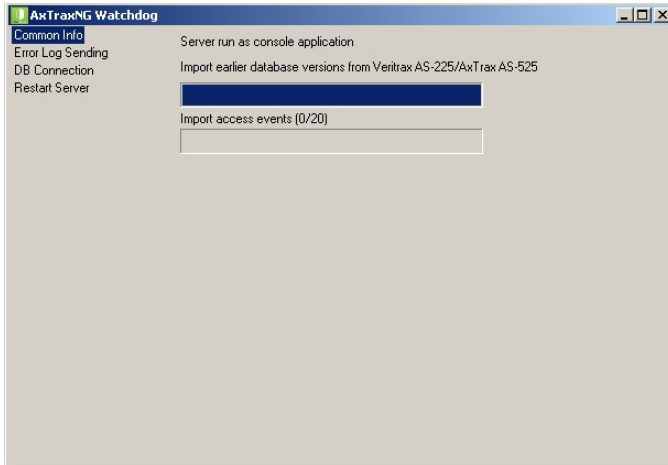 AxTraxNG Watchdog
Common Info
Error Log Sending
DB Connection
Restart Server
Server run as console application
Import earlier database versions from Veritrax AS-225/AxTrax AS-525
Import access events (0/20)